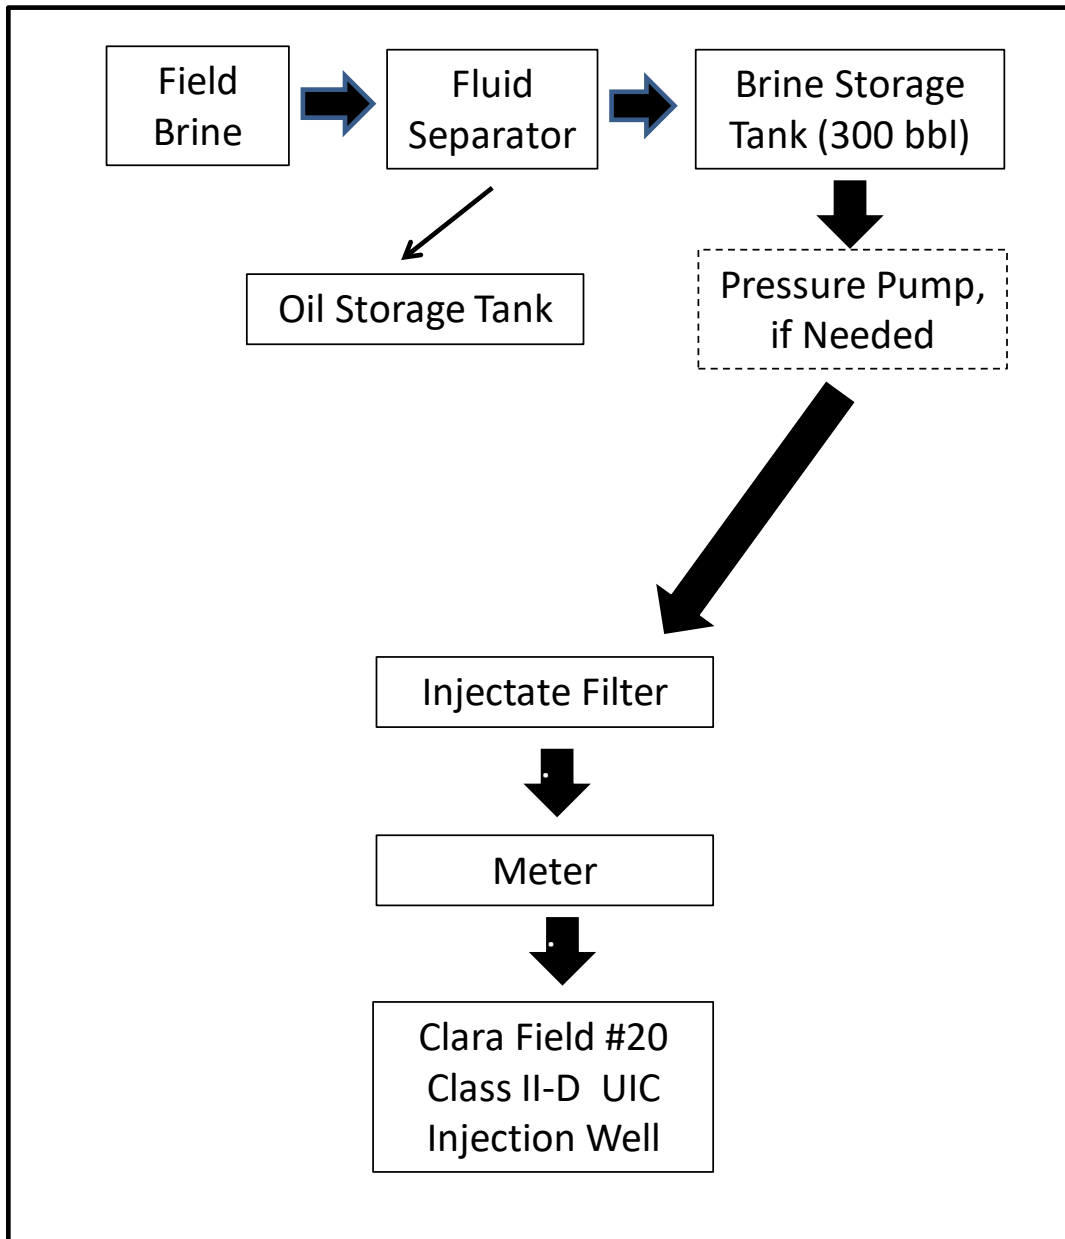 Field
Brine
Fluid
Separator
Brine Storage
Tank (300 bbl)
Oil Storage Tank
Pressure Pump,
if Needed
Injectate Filter
Meter
Clara Field #20
Class II-D  UIC
Injection Well